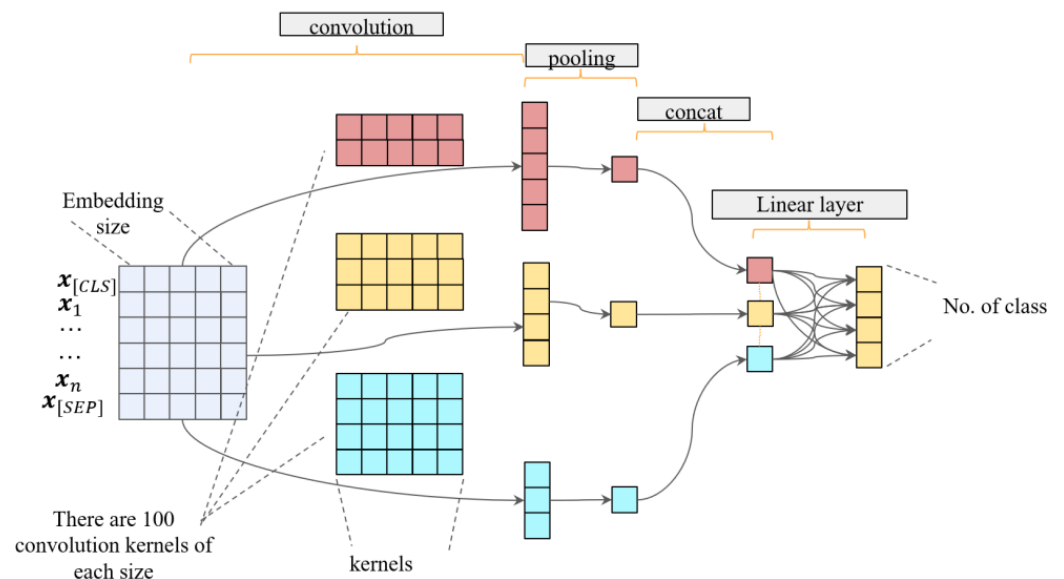 convolution
pooling
concat
Linear layer
Embedding
size
x[CLS]
x1
...
...
xn
x[SEP]
No. of class
There are 100
convolution kernels of
each size
kernels